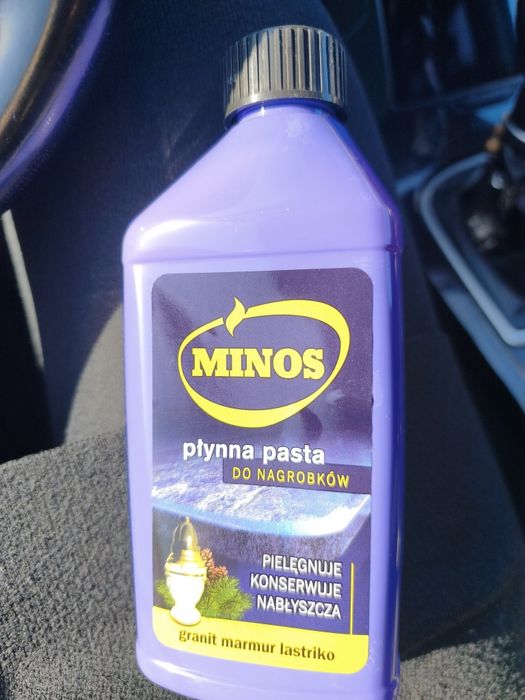 MINOS
płynna pasta
DO NAGROBKÓW
PIELĘGNUJE
KONSERWUJE
NABŁYSZCZA
granit marmur lastriko